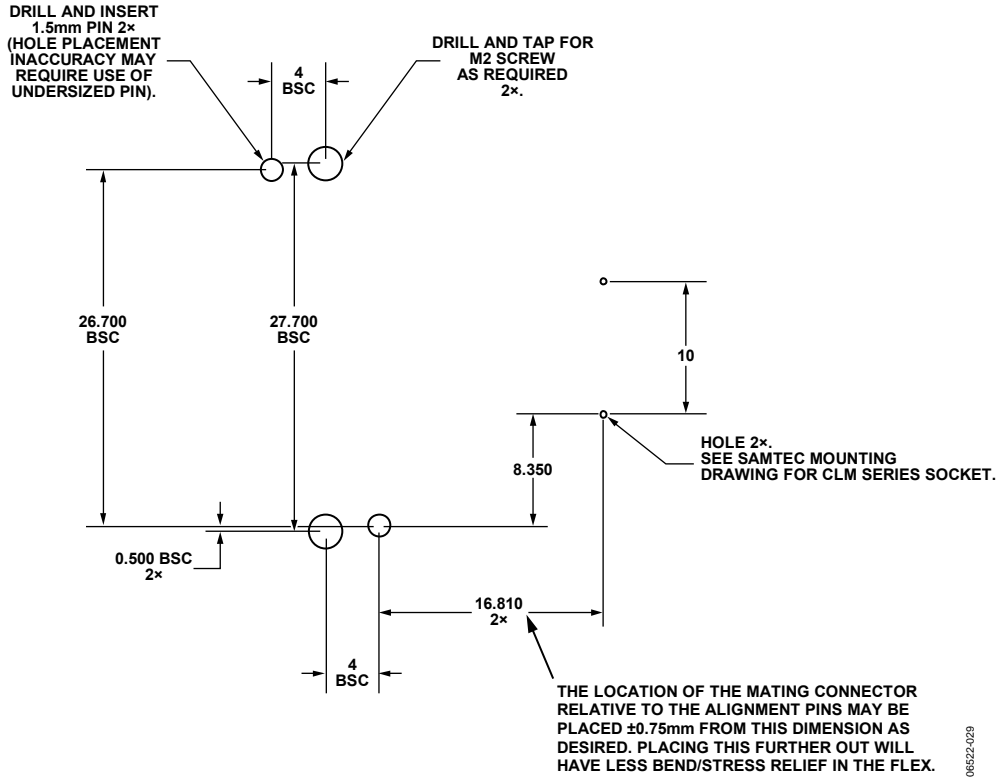 DRILL AND INSERT
1.5mm PIN 2×
(HOLE PLACEMENT
INACCURACY MAY
REQUIRE USE OF
UNDERSIZED PIN).
4
BSC
DRILL AND TAP FOR
M2 SCREW
AS REQUIRED
2×.
26.700
BSC
27.700
BSC
10
8.350
HOLE 2×.
SEE SAMTEC MOUNTING
DRAWING FOR CLM SERIES SOCKET.
0.500 BSC
2×
16.810
2×
4
BSC
THE LOCATION OF THE MATING CONNECTOR
RELATIVE TO THE ALIGNMENT PINS MAY BE
PLACED ±0.75mm FROM THIS DIMENSION AS
DESIRED. PLACING THIS FURTHER OUT WILL
HAVE LESS BEND/STRESS RELIEF IN THE FLEX.
06522-029